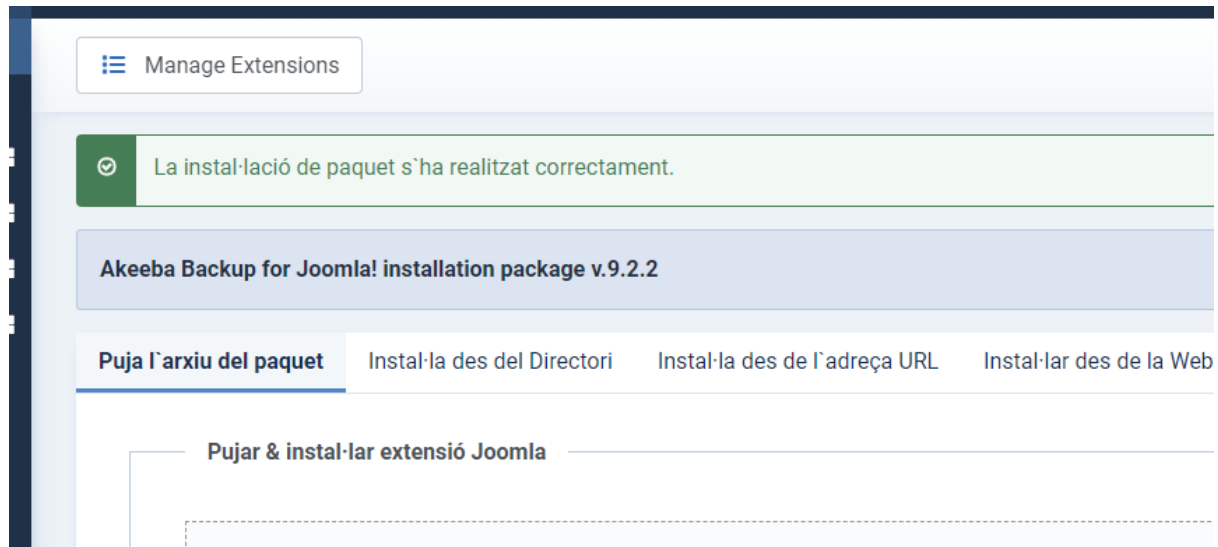 Manage Extensions
La instal·lació de paquet s`ha realitzat correctament.
Akeeba Backup for Joomla! installation package v.9.2.2
Puja l`arxiu del paquet Instal·la des del Directori Instal·la des de l`adreça URL Instal·lar des de la Web
Pujar & instal·lar extensió Joomla